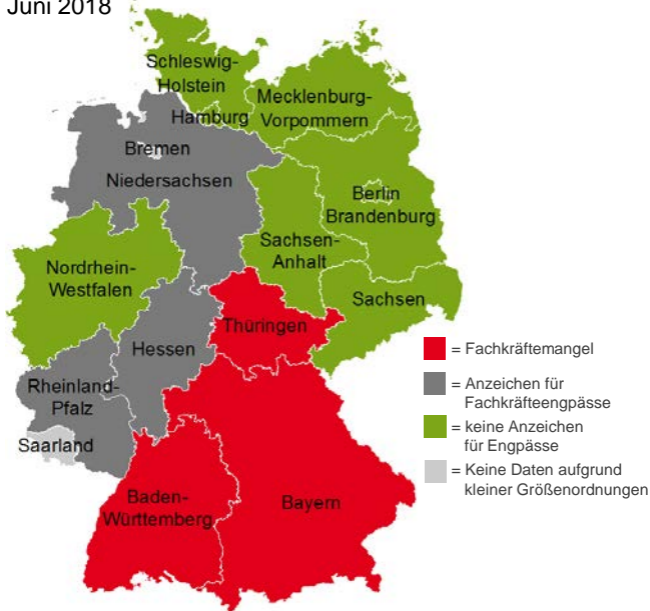 Juni 2018
Schleswig-
Holstein
Mecklenburg-
Vorpommern
Hamburg
Bremen
Niedersachsen
Berlin
Brandenburg
Sachsen-
Anhalt
Nordrhein-
Westfalen
Sachsen
Thüringen
Hessen
Rheinland-
Pfalz
Saarland
Baden-
Württemberg
Bayern
= Fachkräftemangel
= Anzeichen für
Fachkräfteengpässe
= keine Anzeichen
für Engpässe
= Keine Daten aufgrund
kleiner Größenordnungen